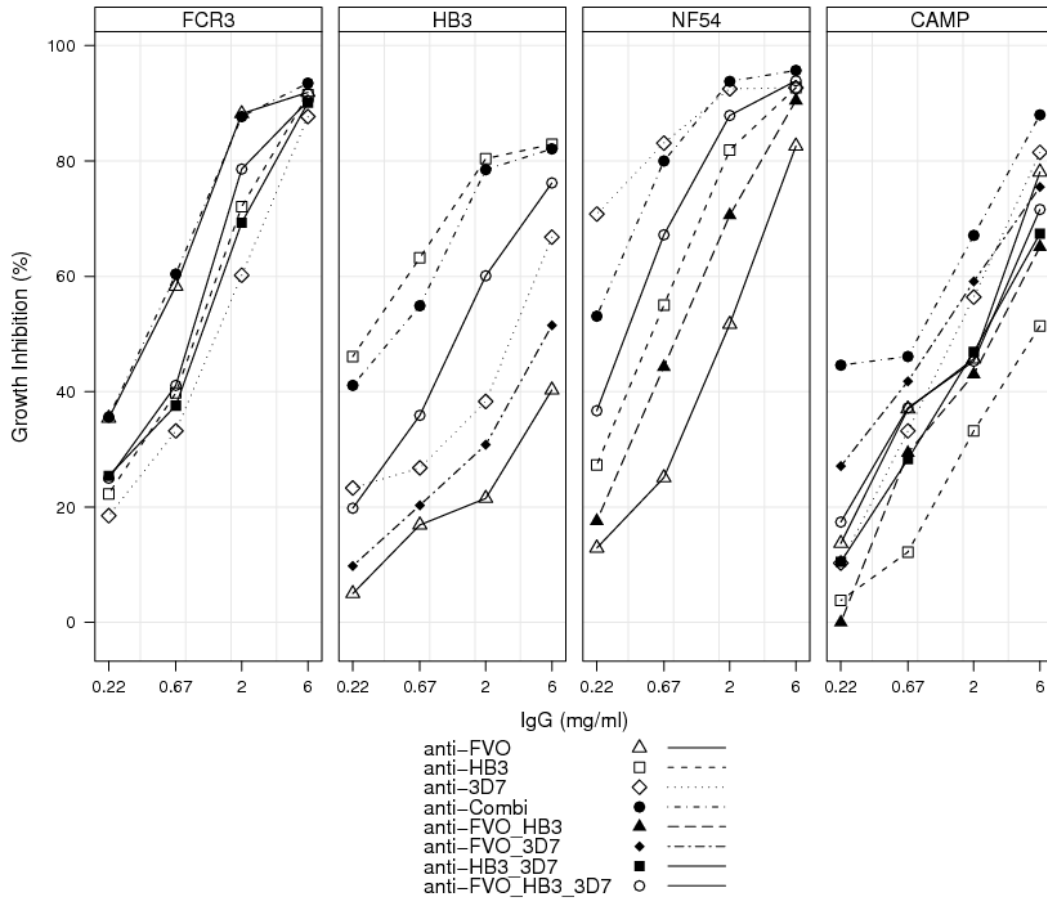 FCR3 HB3 NF54 CAMP
100
80
60
40
20
0
Growth Inhibition (%)
0.22 0.67 2 6 0.22 0.67 2 6 0.22 0.67 2 6 0.22 0.67 2 6
IgG (mg/ml)
anti-FVO
anti-HB3
anti-3D7
anti-Combi
anti-FVO_HB3
anti-FVO_3D7
anti-HB3_3D7
anti-FVO_HB3_3D7